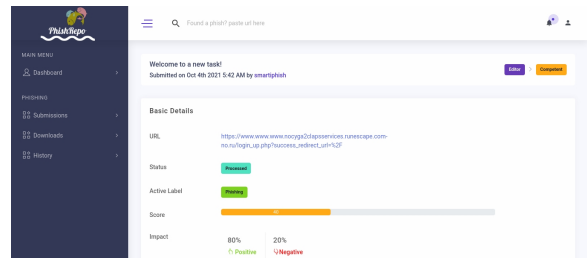 PhishRepo
Found a phish? paste url here
MAIN MENU
Dashboard
PHISHING
Submissions
Downloads
History
Welcome to a new task!
Submitted on Oct 4th 2021 5:42 AM by smartiphish
Editor
Competent
Basic Details
URL
https://www.www.www.nocyga2clapsservices.runescape.com-
no.ru/login_up.php?success_redirect_url=%2F
Status
Processed
Active Label
Phishing
Score
Impact
80%
20%
Positive
Negative